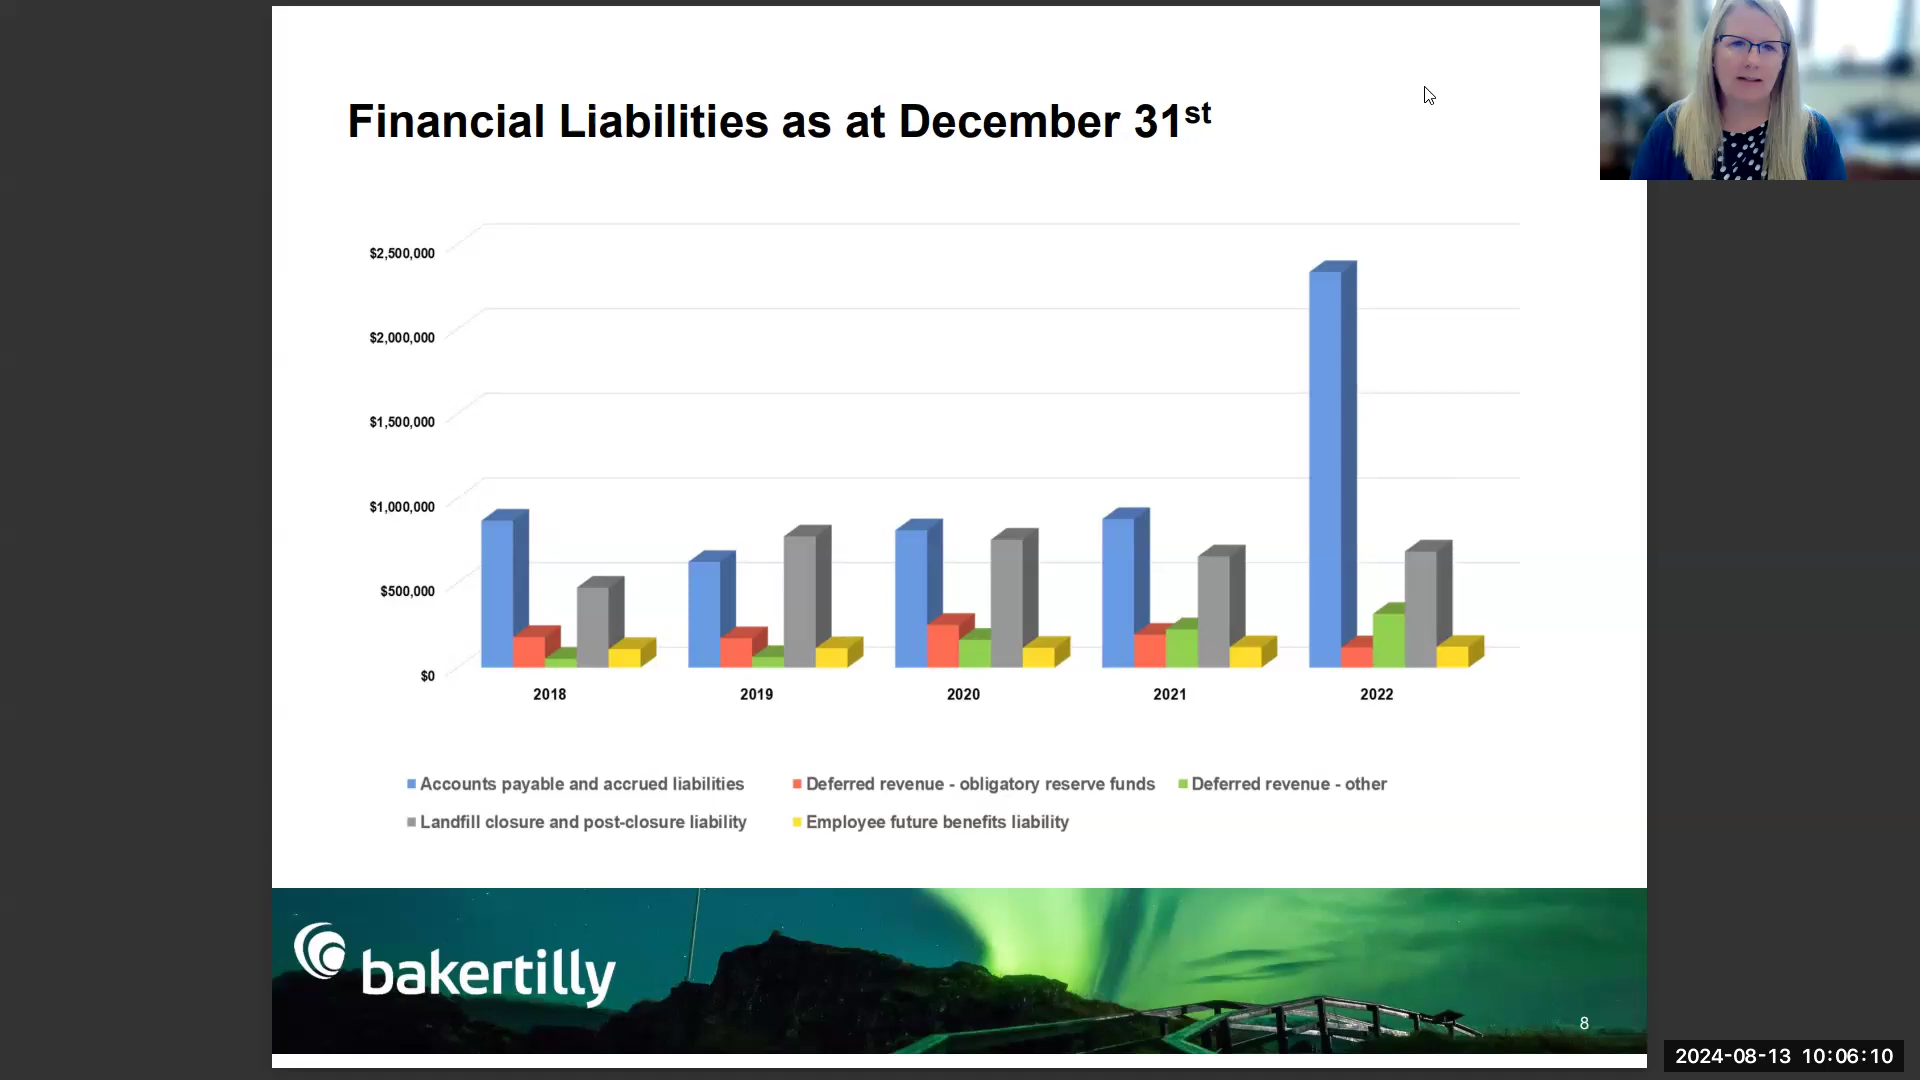 Financial Liabilities as at December 31st
$2,500,000
$2,000,000
$1,500,000
$1,000,000
$500,000
$0
2018 2019 2020 2021 2022
Accounts payable and accrued liabilities Deferred revenue - obligatory reserve funds Deferred revenue - other
Landfill closure and post-closure liability Employee future benefits liability
bakertilly
8
2024-08-13 10:06:10